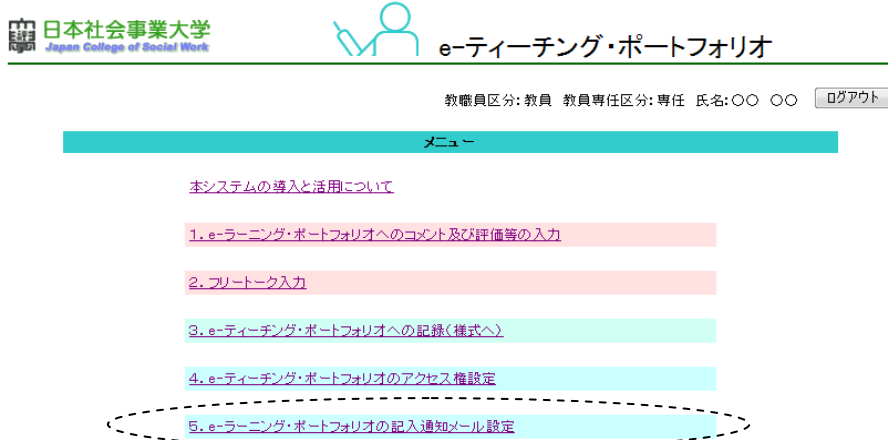 日本社会事業大学
Japan College of Social Work
e-ティーチング・ポートフォリオ
教職員区分:教員 教員専任区分:専任 氏名:○○ ○○ ログアウト
メニュー
本システムの導入と活用について
1.e-ラーニング・ポートフォリオへのコメント及び評価等の入力
2.フリートーク入力
3.e-ティーチング・ポートフォリオへの記録(様式へ)
4.e-ティーチング・ポートフォリオのアクセス権設定
5.e-ラーニング・ポートフォリオの記入通知メール設定